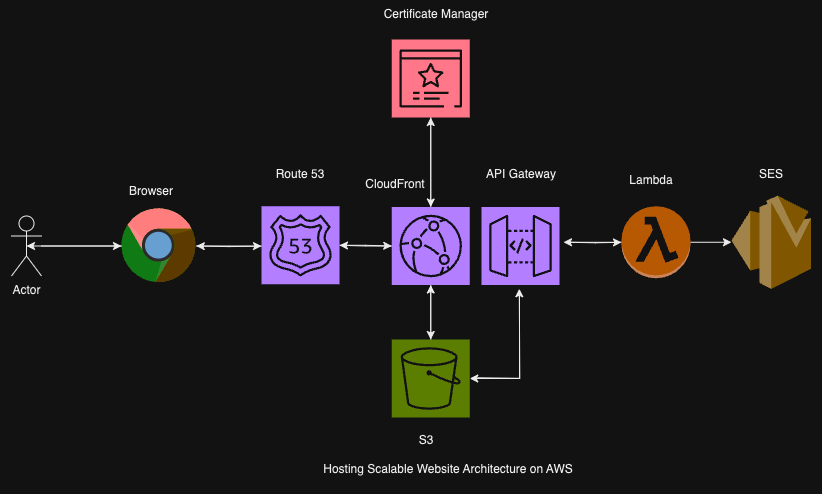 Certificate Manager
Route 53
CloudFront
API Gateway
Lambda
SES
Browser
53
</>
Actor
S3
Hosting Scalable Website Architecture on AWS